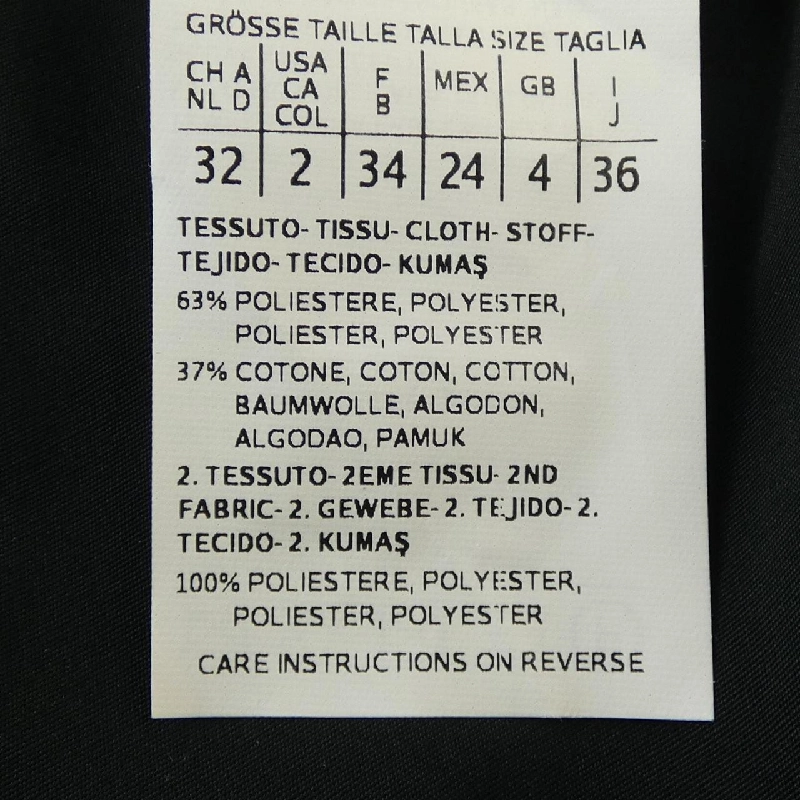 GRÖSSE TAILLE TALLA SIZE TAGLIA
CH A NL D | USA CA COL | F B | MEX | GB | I J
32 | 2 | 34 | 24 | 4 | 36
TESSUTO- TISSU- CLOTH- STOFF-
TEJIDO- TECIDO- KUMAŞ
63% POLIESTERE, POLYESTER,
POLIESTER, POLYESTER
37% COTONE, COTON, COTTON,
BAUMWOLLE, ALGODON,
ALGODAO, PAMUK
2. TESSUTO- 2EME TISSU- 2ND
FABRIC- 2. GEWEBE- 2. TEJIDO- 2.
TECIDO- 2. KUMAŞ
100% POLIESTERE, POLYESTER,
POLIESTER, POLYESTER
CARE INSTRUCTIONS ON REVERSE